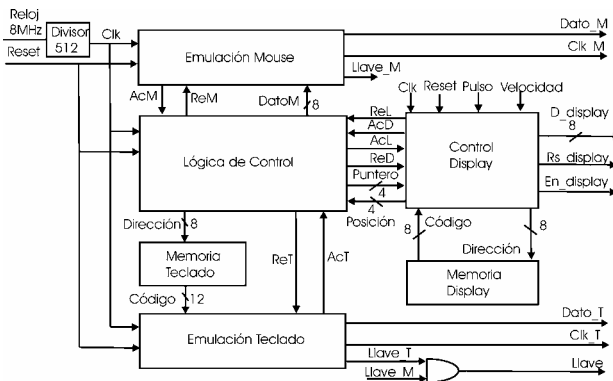 Reloj
8MHz
Reset
Divisor
512
Clk
Emulación Mouse
Dato_M
Clk_M
Llave_M
AcM
ReM
DatoM
8
Clk
Reset
Pulso
Velocidad
Lógica de Control
ReL
AcD
AcL
ReD
Puntero
4
4
Posición
Control
Display
D_display
8
Rs_display
En_display
Dirección
8
Memoria
Teclado
Código
12
ReT
AcT
8
Código
8
Dirección
Memoria
Display
Emulación Teclado
Dato_T
Clk_T
Llave_T
Llave_M
Llave